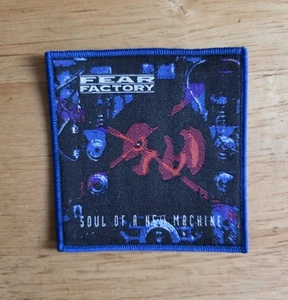 FEAR
FACTORY
SOUL OF A NEW MACHINE